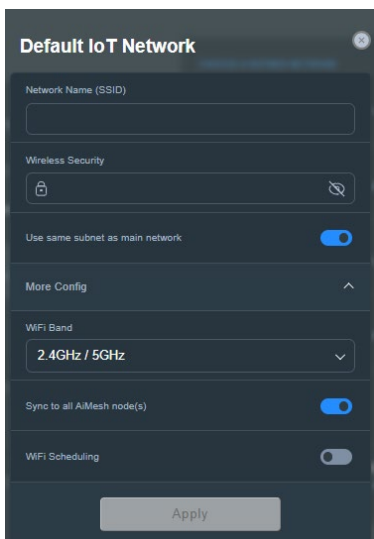 Default IoT Network
Network Name (SSID)
Wireless Security
Use same subnet as main network
More Config
WiFi Band
2.4GHz / 5GHz
Sync to all AiMesh node(s)
WiFi Scheduling
Apply